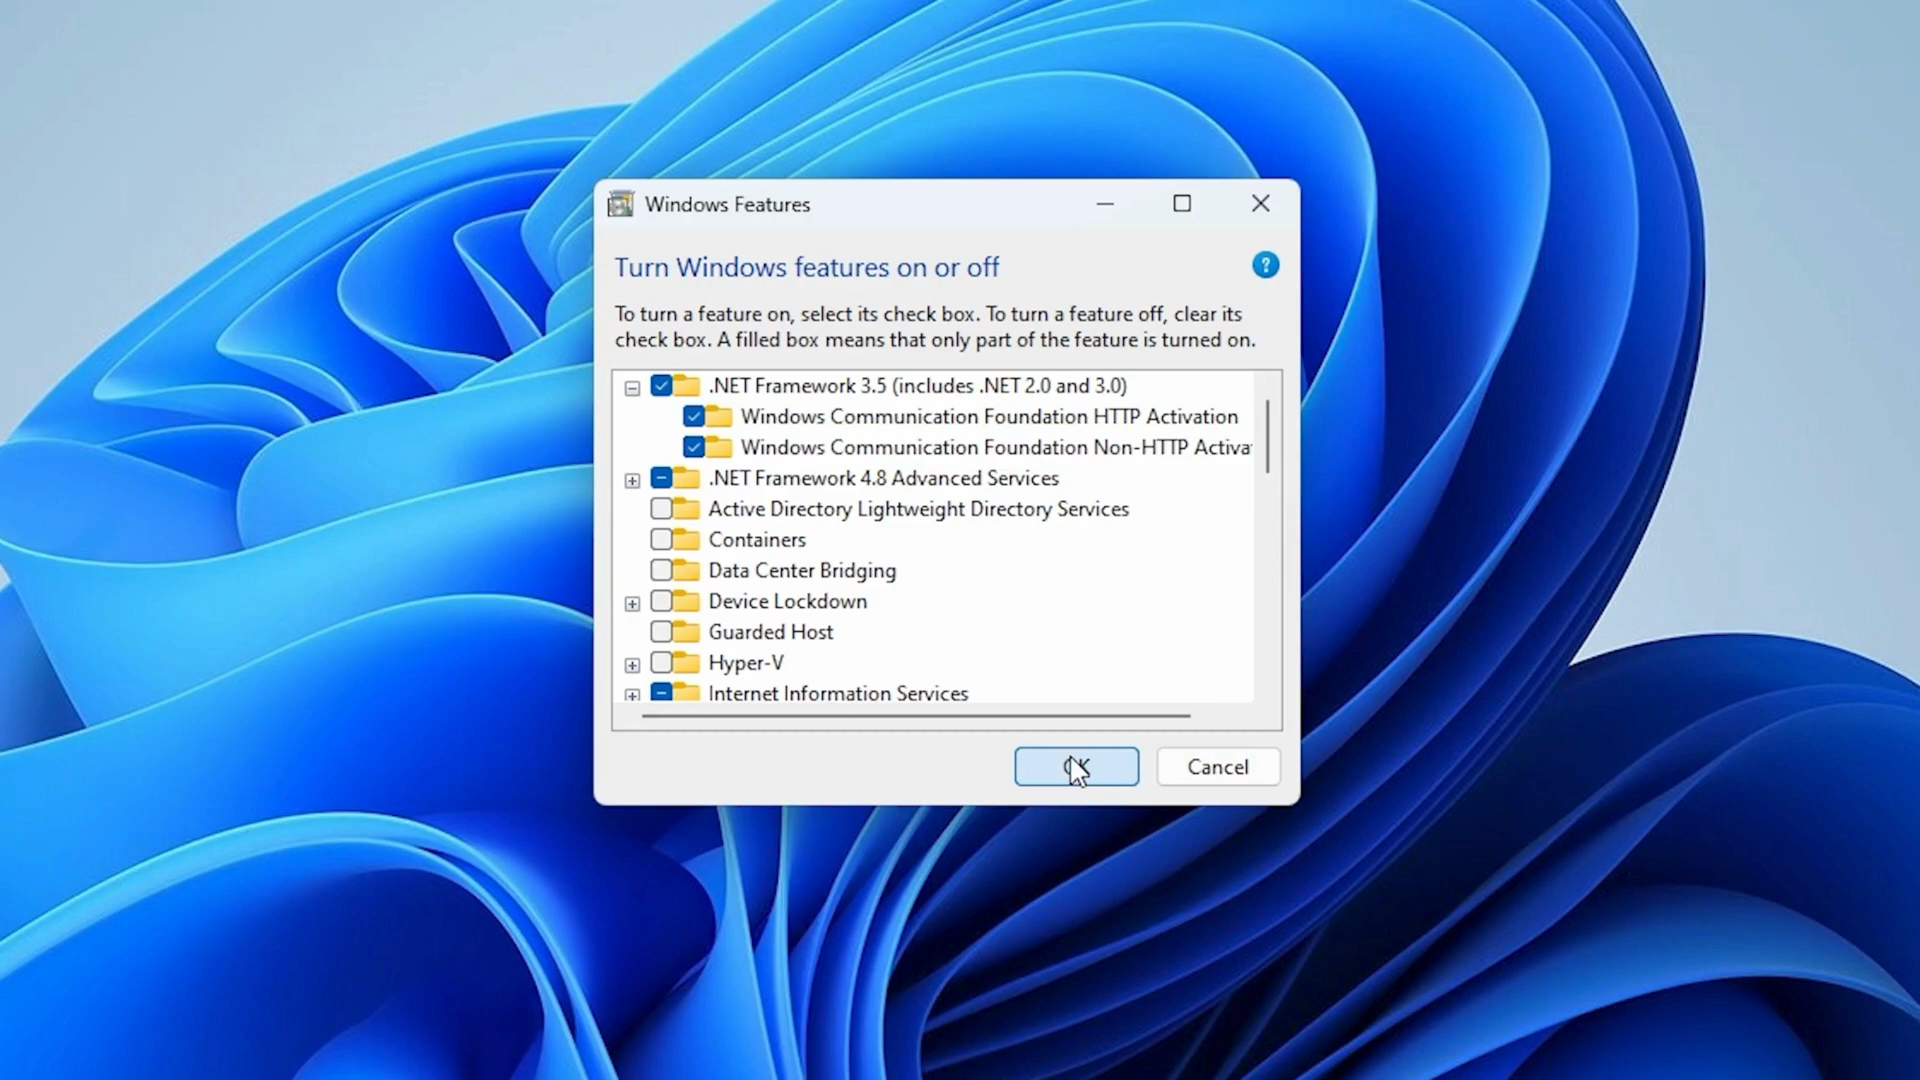 Windows Features
Turn Windows features on or off
?
To turn a feature on, select its check box. To turn a feature off, clear its
check box. A filled box means that only part of the feature is turned on.
.NET Framework 3.5 (includes .NET 2.0 and 3.0)
Windows Communication Foundation HTTP Activation
Windows Communication Foundation Non-HTTP Activa
.NET Framework 4.8 Advanced Services
Active Directory Lightweight Directory Services
Containers
Data Center Bridging
Device Lockdown
Guarded Host
Hyper-V
Internet Information Services
OK Cancel